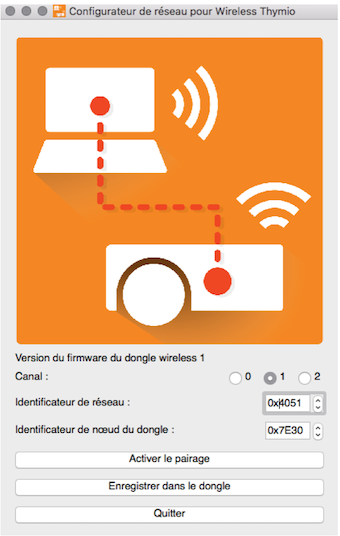 Configurateur de réseau pour Wireless Thymio
Version du firmware du dongle wireless 1
Canal : 0 1 2
Identificateur de réseau : 0x4051
Identificateur de nœud du dongle : 0x7E30
Activer le pairage
Enregistrer dans le dongle
Quitter